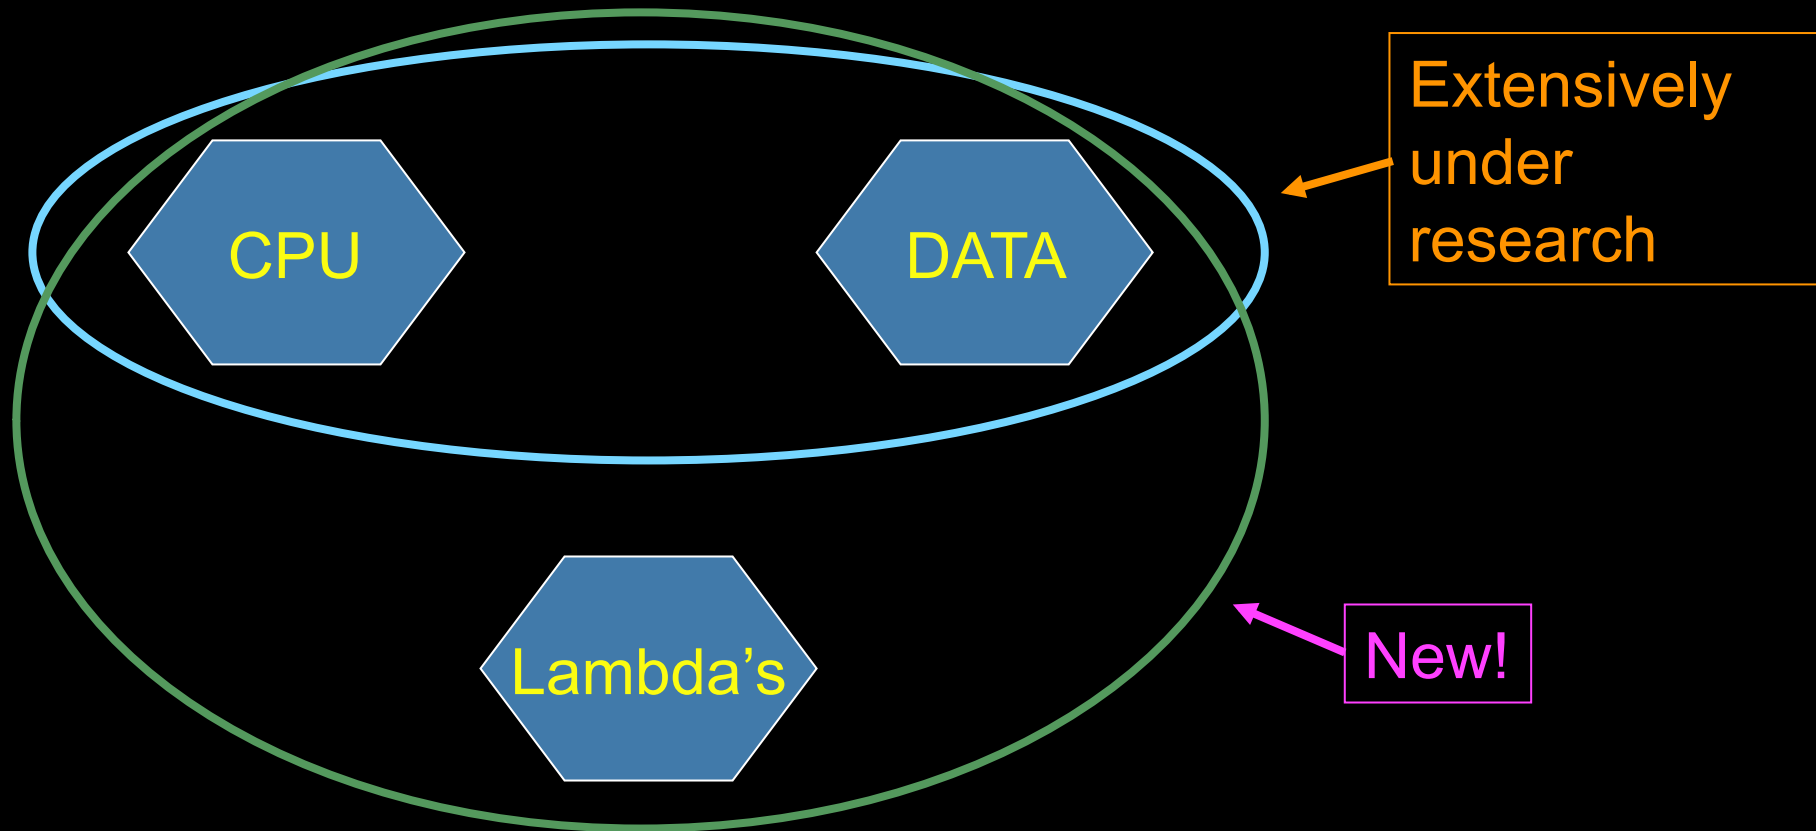 CPU
DATA
Extensively
under
research
Lambda’s
New!